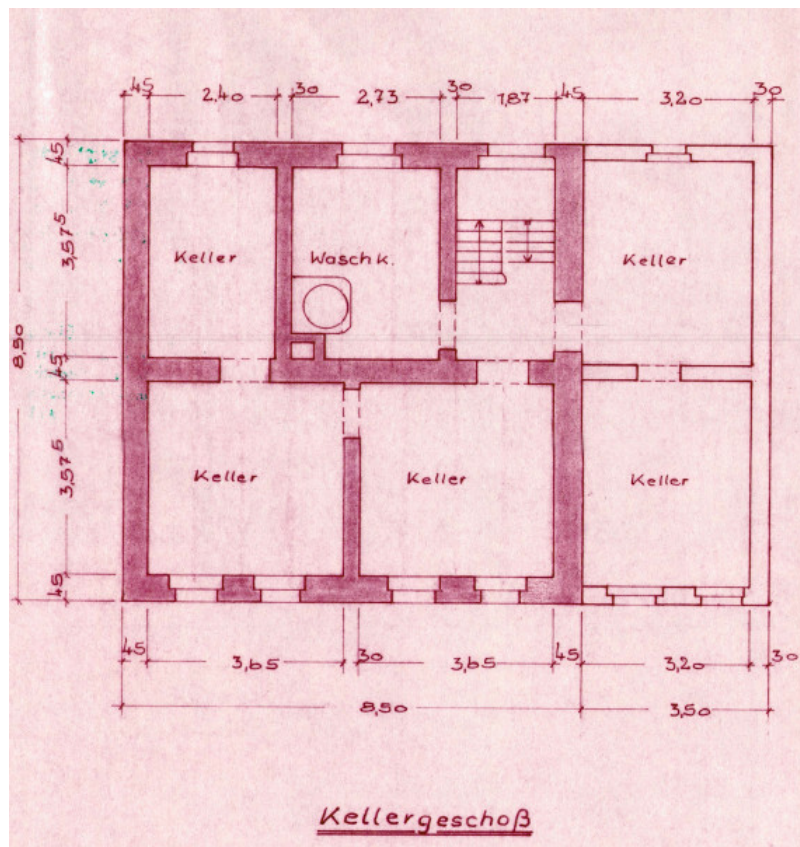 45 2,40 30 2,73 30 1,87 45 3,20 30
45
3,57⁵
45
3,57⁵
45
8,50
Keller Waschk. Keller
Keller Keller Keller
45 3,65 30 3,65 45 3,20 30
8,50 3,50
Kellergeschoß